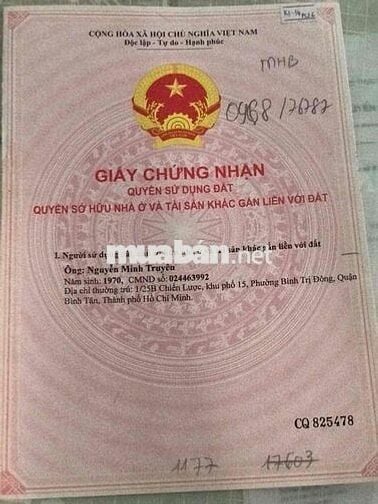 CỘNG HÒA XÃ HỘI CHỦ NGHĨA VIỆT NAM
Độc lập - Tự do - Hạnh phúc
MHB
GIẤY CHỨNG NHẬN
QUYỀN SỬ DỤNG ĐẤT
QUYỀN SỞ HỮU NHÀ Ở VÀ TÀI SẢN KHÁC GẮN LIỀN VỚI ĐẤT
I. Người sử dụ sản khác gắn liền với đất
muaban.net
Ông: Nguyễn Minh Truyền
Năm sinh: 1970, CMND số: 024463992
Địa chỉ thường trú: 1/25B Chiến Lược, khu phố 15, Phường Bình Trị Đông, Quận
Bình Tân, Thành phố Hồ Chí Minh.
CQ 825478
1177 17603